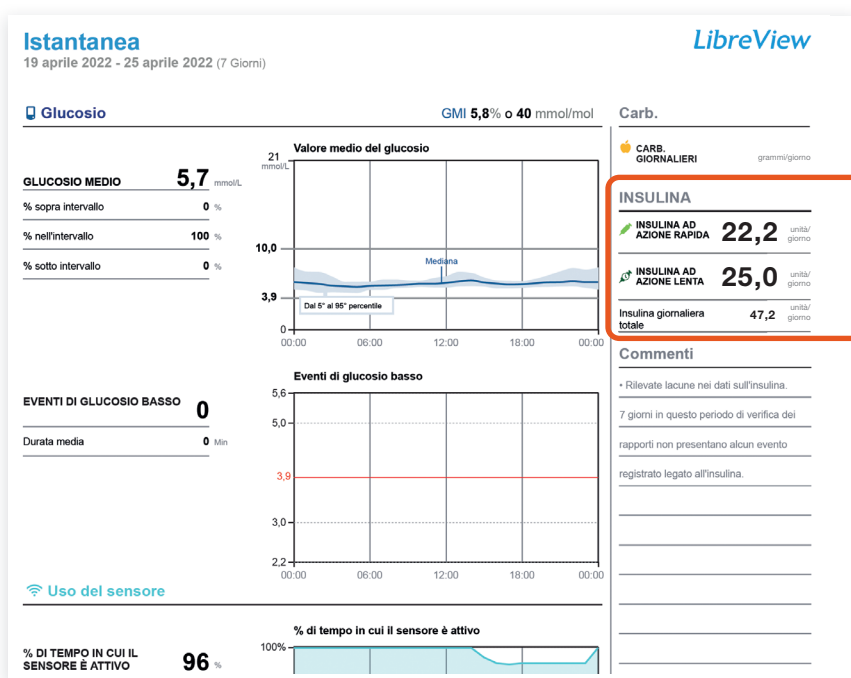 Istantanea
LibreView
19 aprile 2022 - 25 aprile 2022 (7 Giorni)
Glucosio
GMI 5,8% o 40 mmol/mol
GLUCOSIO MEDIO 5,7 mmol/L
% sopra intervallo 0 %
% nell'intervallo 100 %
% sotto intervallo 0 %
Valore medio del glucosio
21
mmol/L
10,0
Mediana
3,9
Dal 5° al 95° percentile
0
00:00 06:00 12:00 18:00 00:00
EVENTI DI GLUCOSIO BASSO 0
Durata media 0 Min
Eventi di glucosio basso
5,6
5,0
3,9
3,0
2,2
00:00 06:00 12:00 18:00 00:00
Uso del sensore
% DI TEMPO IN CUI IL
SENSORE È ATTIVO 96 %
% di tempo in cui il sensore è attivo
100%
Carb.
CARB.
GIORNALIERI grammi/giorno
INSULINA
INSULINA AD
AZIONE RAPIDA 22,2 unità/
giorno
INSULINA AD
AZIONE LENTA 25,0 unità/
giorno
Insulina giornaliera
totale 47,2 unità/
giorno
Commenti
• Rilevate lacune nei dati sull'insulina.
7 giorni in questo periodo di verifica dei
rapporti non presentano alcun evento
registrato legato all'insulina.